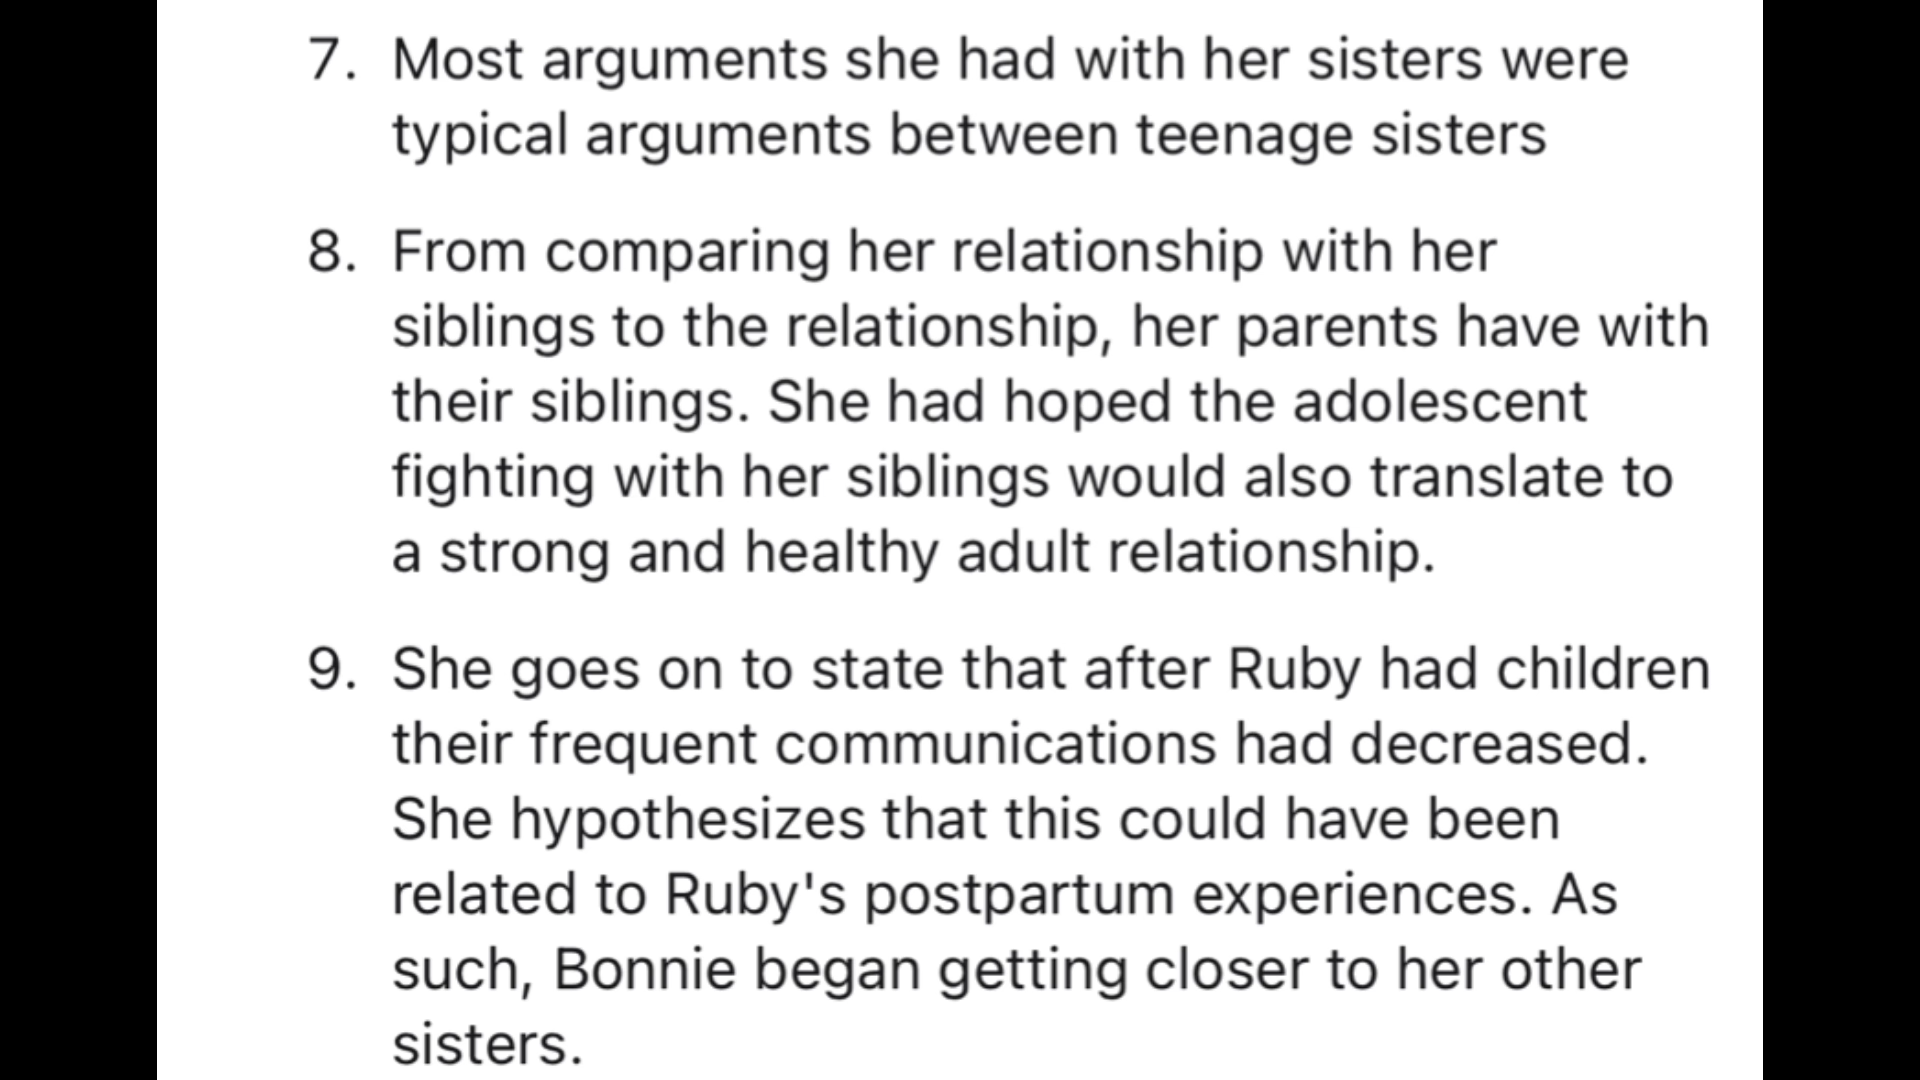 7. Most arguments she had with her sisters were
typical arguments between teenage sisters
8. From comparing her relationship with her
siblings to the relationship, her parents have with
their siblings. She had hoped the adolescent
fighting with her siblings would also translate to
a strong and healthy adult relationship.
9. She goes on to state that after Ruby had children
their frequent communications had decreased.
She hypothesizes that this could have been
related to Ruby's postpartum experiences. As
such, Bonnie began getting closer to her other
sisters.